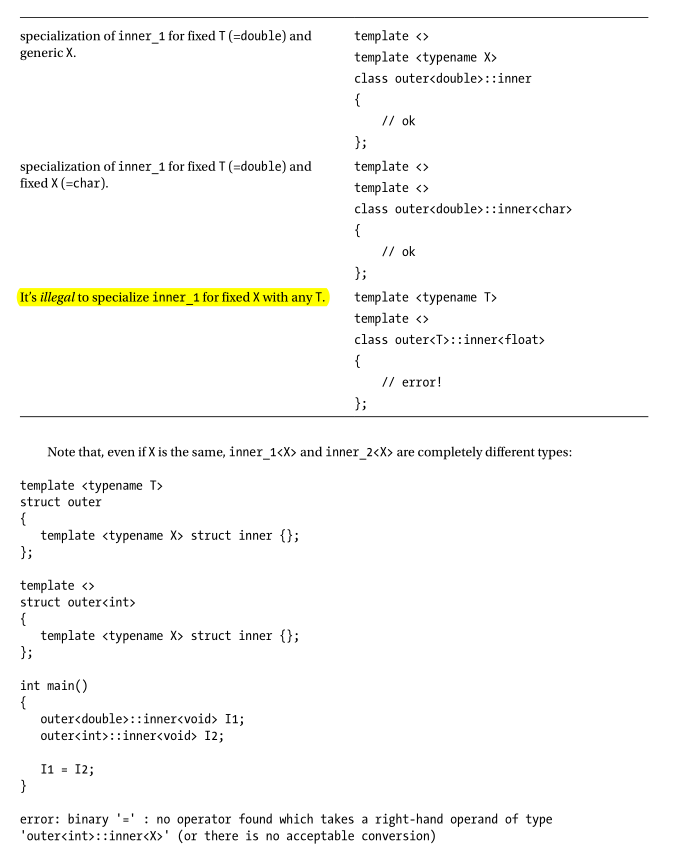 specialization of inner_1 for fixed T (=double) and
generic X.
template <>
template <typename X>
class outer<double>::inner
{
// ok
};
specialization of inner_1 for fixed T (=double) and
fixed X (=char).
template <>
template <>
class outer<double>::inner<char>
{
// ok
};
It's illegal to specialize inner_1 for fixed X with any T.
template <typename T>
template <>
class outer<T>::inner<float>
{
// error!
};
Note that, even if X is the same, inner_1<X> and inner_2<X> are completely different types:
template <typename T>
struct outer
{
template <typename X> struct inner {};
};
template <>
struct outer<int>
{
template <typename X> struct inner {};
};
int main()
{
outer<double>::inner<void> I1;
outer<int>::inner<void> I2;
I1 = I2;
}
error: binary '=' : no operator found which takes a right-hand operand of type
'outer<int>::inner<X>' (or there is no acceptable conversion)